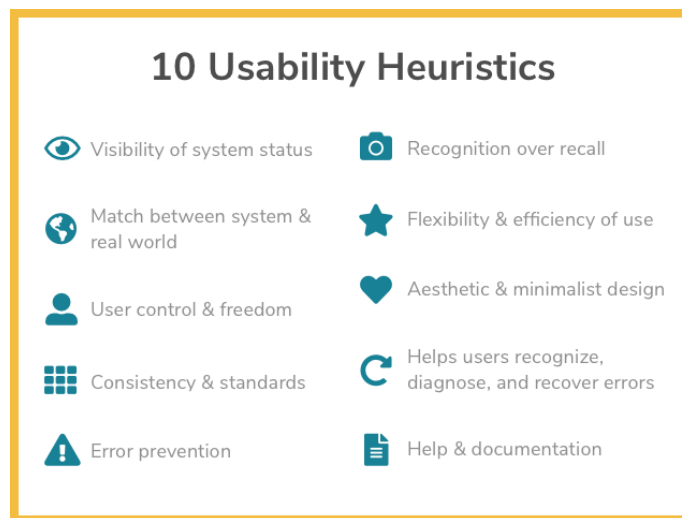 10 Usability Heuristics
Visibility of system status
Match between system &
real world
User control & freedom
Consistency & standards
Error prevention
Recognition over recall
Flexibility & efficiency of use
Aesthetic & minimalist design
Helps users recognize,
diagnose, and recover errors
Help & documentation